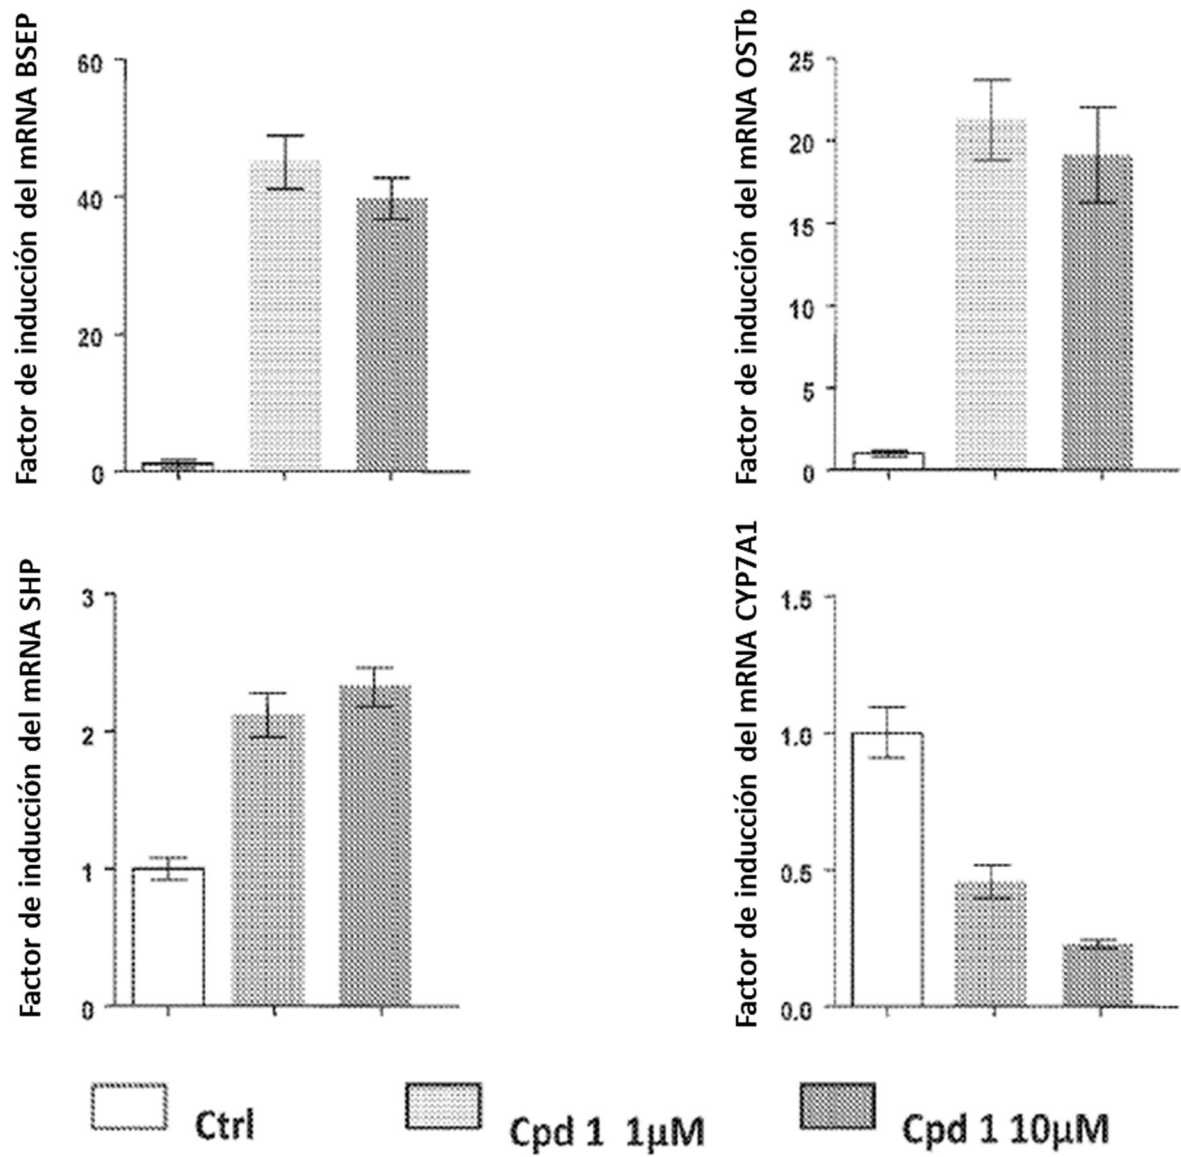 Factor de inducción del mRNA BSEP
60
40
20
0
Factor de inducción del mRNA OSTb
25
20
15
10
5
0
Factor de inducción del mRNA SHP
3
2
1
0
Factor de inducción del mRNA CYP7A1
1.5
1.0
0.5
0.0
Ctrl
Cpd 1 1µM
Cpd 1 10µM